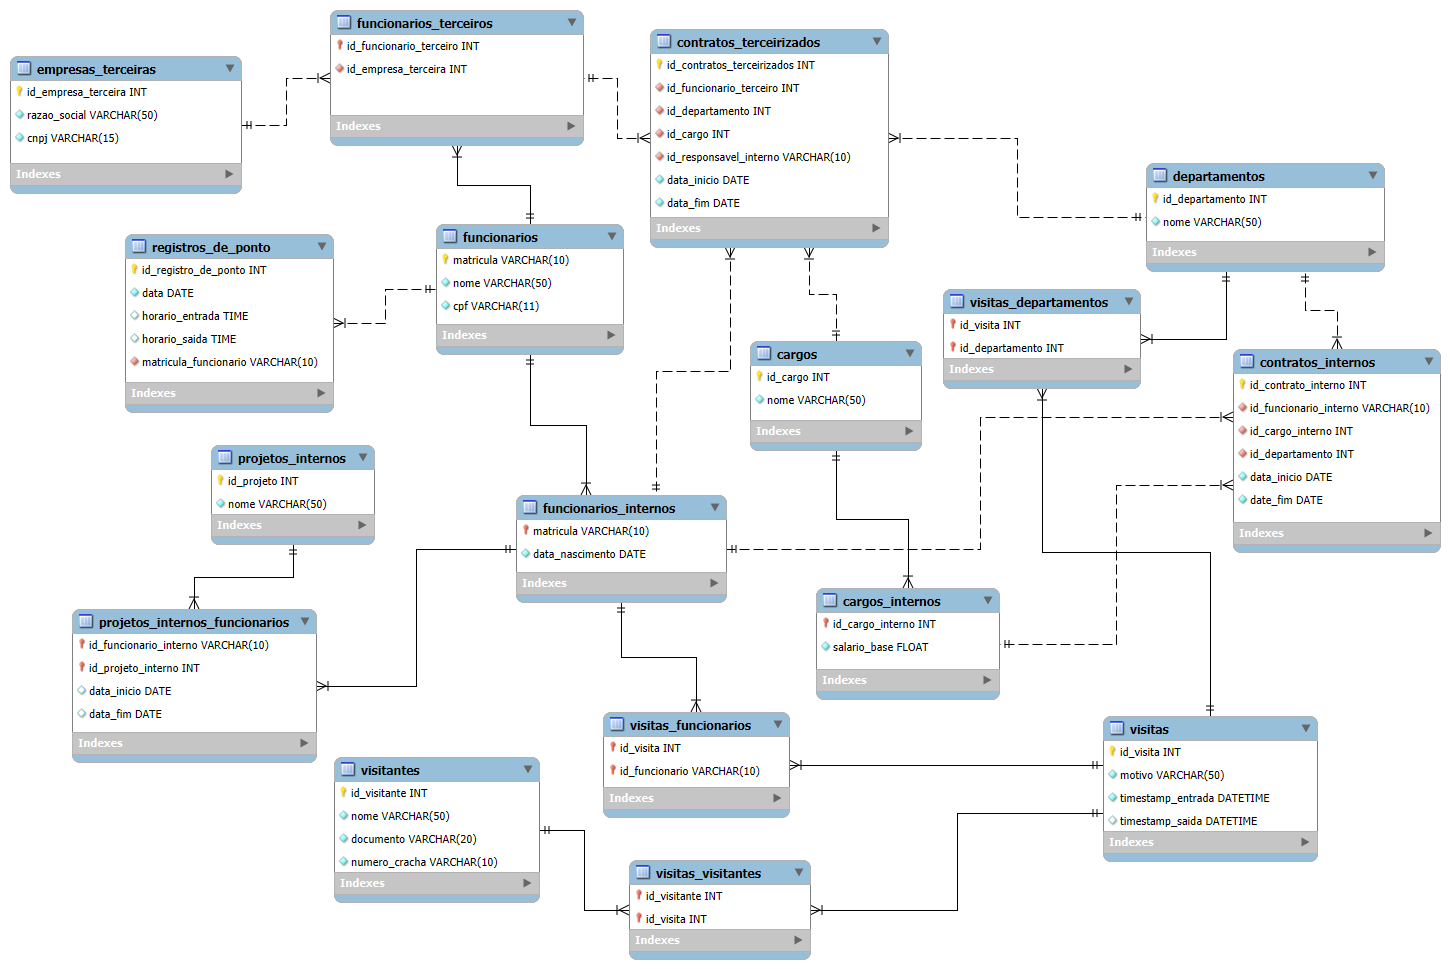 funcionarios_terceiros
id_funcionario_terceiro INT
id_empresa_terceira INT
Indexes
contratos_terceirizados
id_contratos_terceirizados INT
id_funcionario_terceiro INT
id_departamento INT
id_cargo INT
id_responsavel_interno VARCHAR(10)
data_inicio DATE
data_fim DATE
Indexes
empresas_terceiras
id_empresa_terceira INT
razao_social VARCHAR(50)
cnpj VARCHAR(15)
Indexes
departamentos
id_departamento INT
nome VARCHAR(50)
Indexes
registros_de_ponto
id_registro_de_ponto INT
data DATE
horario_entrada TIME
horario_saida TIME
matricula_funcionario VARCHAR(10)
Indexes
funcionarios
matricula VARCHAR(10)
nome VARCHAR(50)
cpf VARCHAR(11)
Indexes
visitas_departamentos
id_visita INT
id_departamento INT
Indexes
cargos
id_cargo INT
nome VARCHAR(50)
Indexes
contratos_internos
id_contrato_interno INT
id_funcionario_interno VARCHAR(10)
id_cargo_interno INT
id_departamento INT
data_inicio DATE
date_fim DATE
Indexes
projetos_internos
id_projeto INT
nome VARCHAR(50)
Indexes
funcionarios_internos
matricula VARCHAR(10)
data_nascimento DATE
Indexes
cargos_internos
id_cargo_interno INT
salario_base FLOAT
Indexes
projetos_internos_funcionarios
id_funcionario_interno VARCHAR(10)
id_projeto_interno INT
data_inicio DATE
data_fim DATE
Indexes
visitas_funcionarios
id_visita INT
id_funcionario VARCHAR(10)
Indexes
visitas
id_visita INT
motivo VARCHAR(50)
timestamp_entrada DATETIME
timestamp_saida DATETIME
Indexes
visitantes
id_visitante INT
nome VARCHAR(50)
documento VARCHAR(20)
numero_cracha VARCHAR(10)
Indexes
visitas_visitantes
id_visitante INT
id_visita INT
Indexes